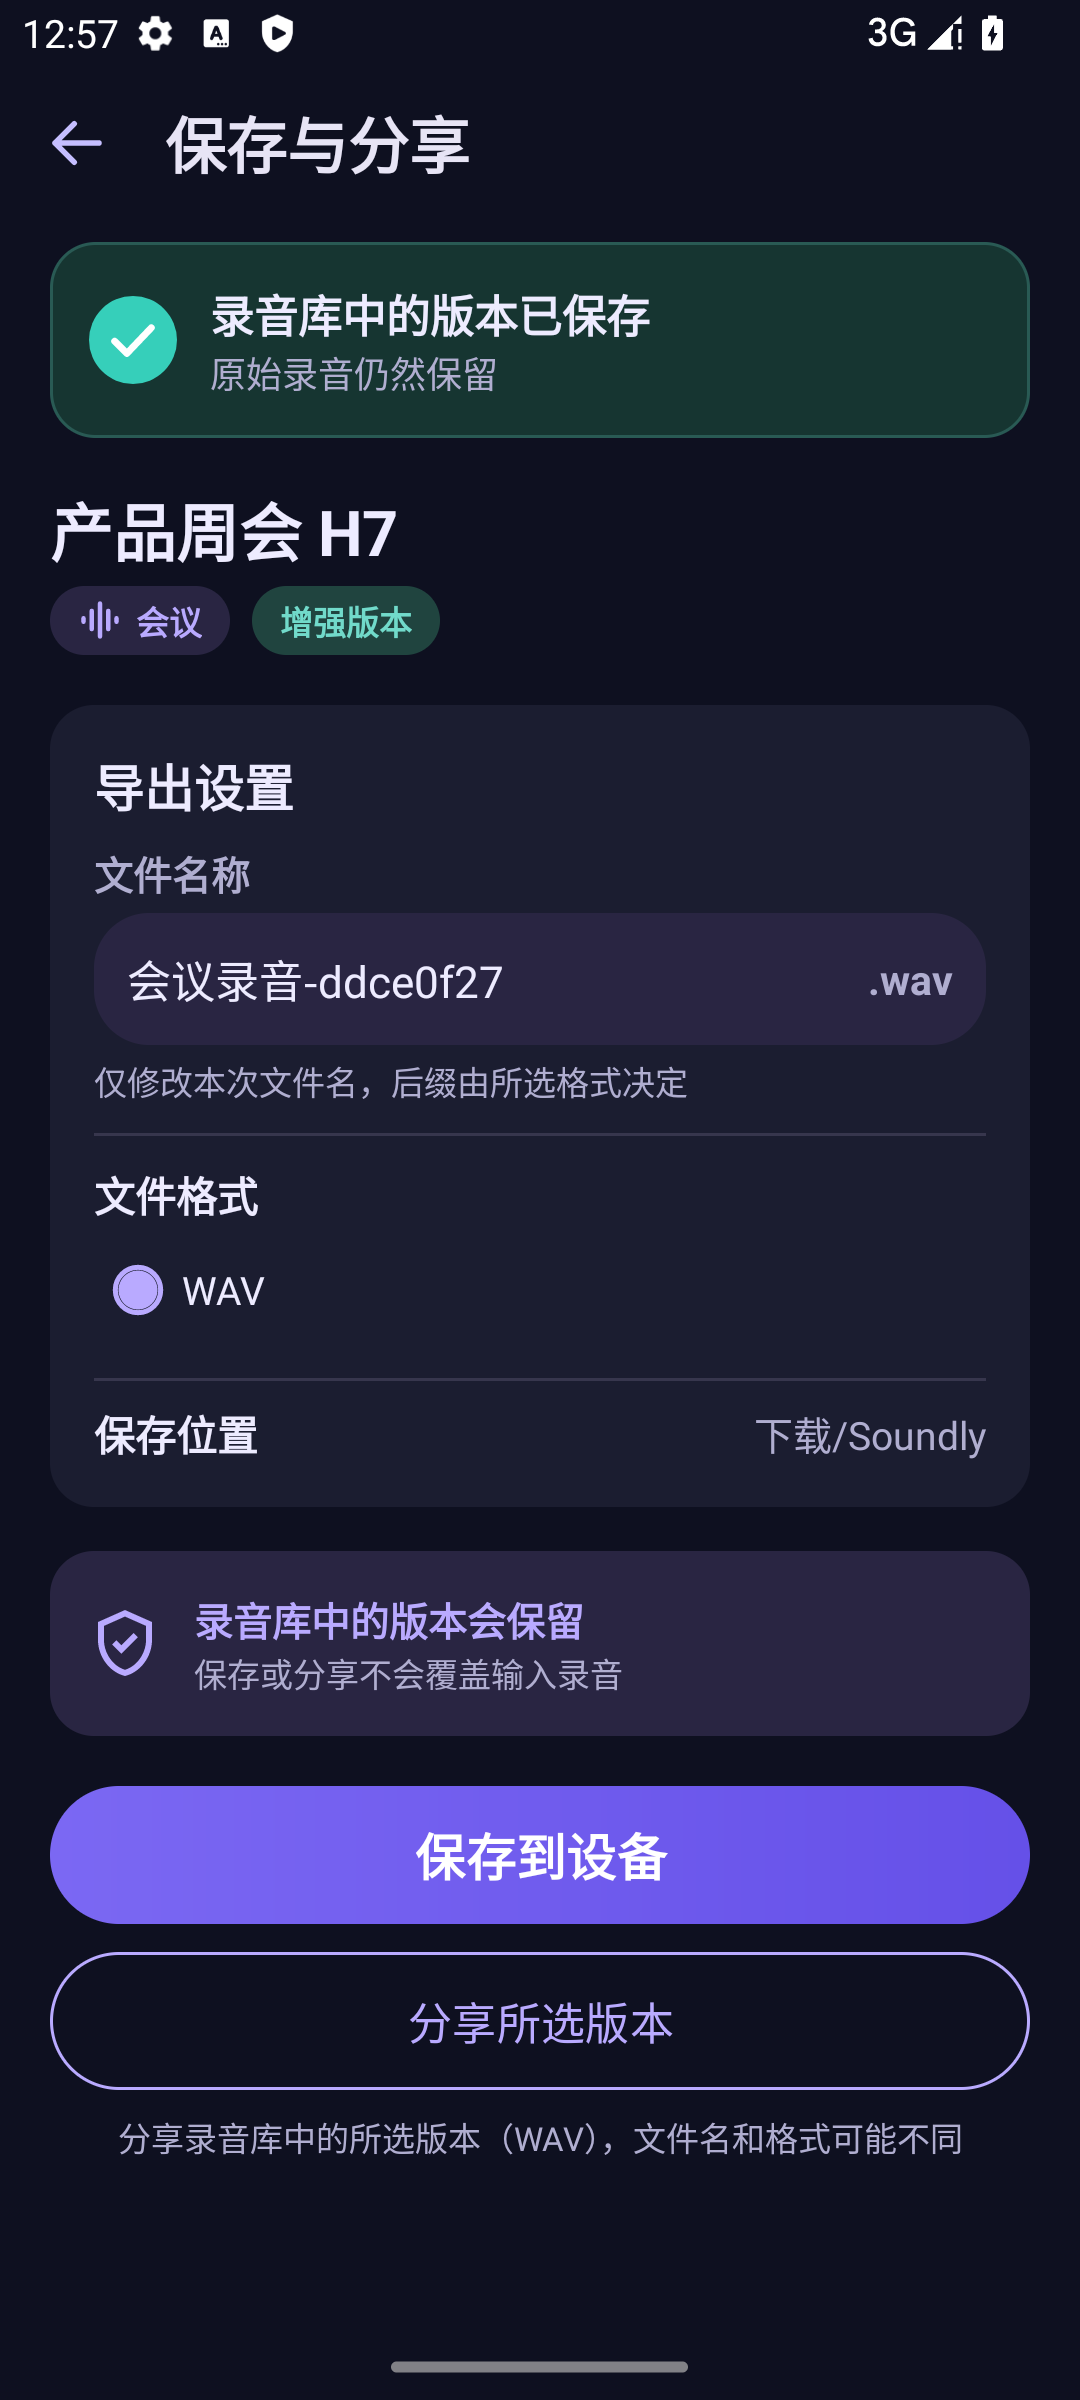 12:57
3G
保存与分享
录音库中的版本已保存
原始录音仍然保留
产品周会 H7
会议
增强版本
导出设置
文件名称
会议录音-ddce0f27 .wav
仅修改本次文件名，后缀由所选格式决定
文件格式
WAV
保存位置 下载/Soundly
录音库中的版本会保留
保存或分享不会覆盖输入录音
保存到设备
分享所选版本
分享录音库中的所选版本（WAV），文件名和格式可能不同